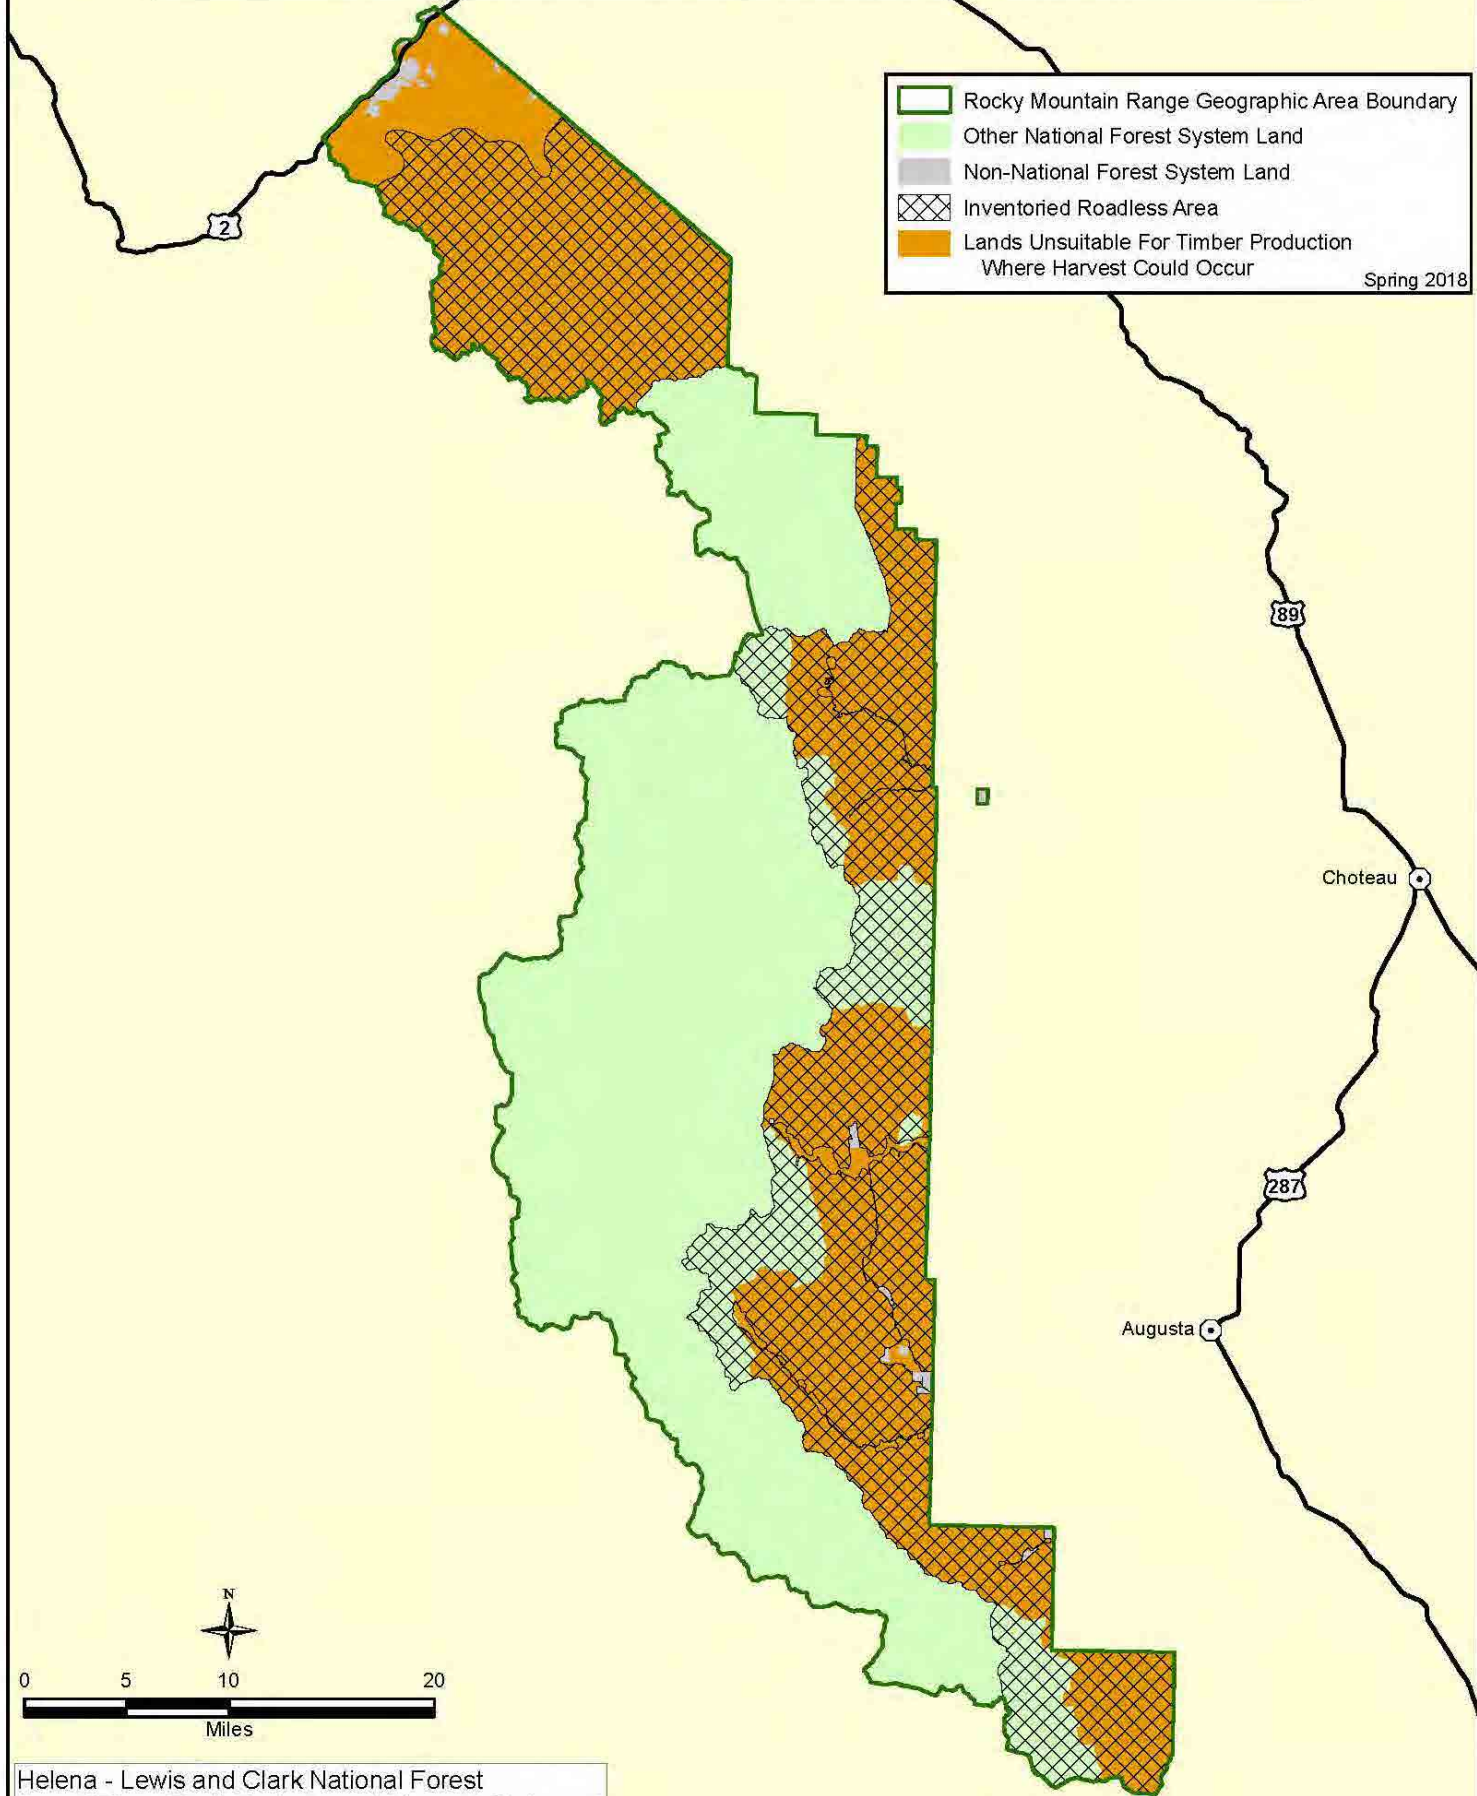 Rocky Mountain Range Geographic Area Boundary
Other National Forest System Land
Non-National Forest System Land
Inventoried Roadless Area
Lands Unsuitable For Timber Production
Where Harvest Could Occur
Spring 2018
2
89
Choteau
287
Augusta
N
0 5 10 20
Miles
Helena - Lewis and Clark National Forest